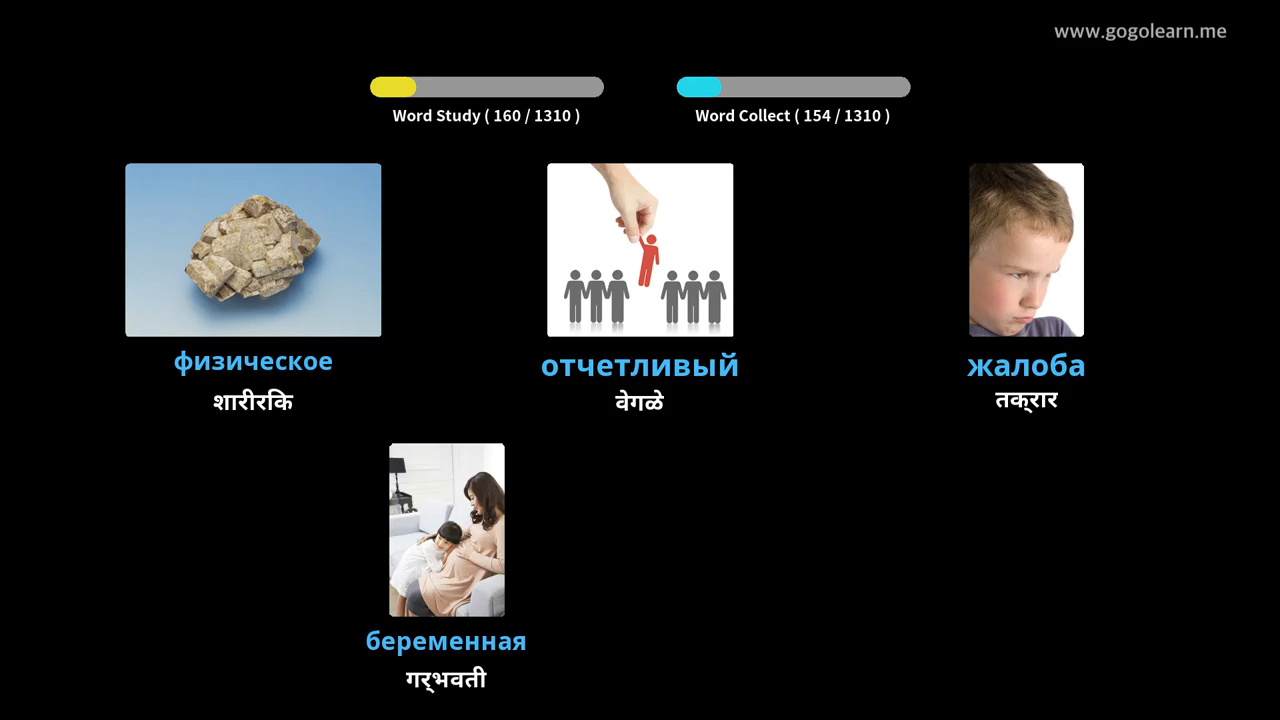 www.gogolearn.me
Word Study ( 160 / 1310 )
Word Collect ( 154 / 1310 )
физическое
отчетливый
жалоба
शारीरिक
वेगळे
तक्रार
беременная
गर्भवती